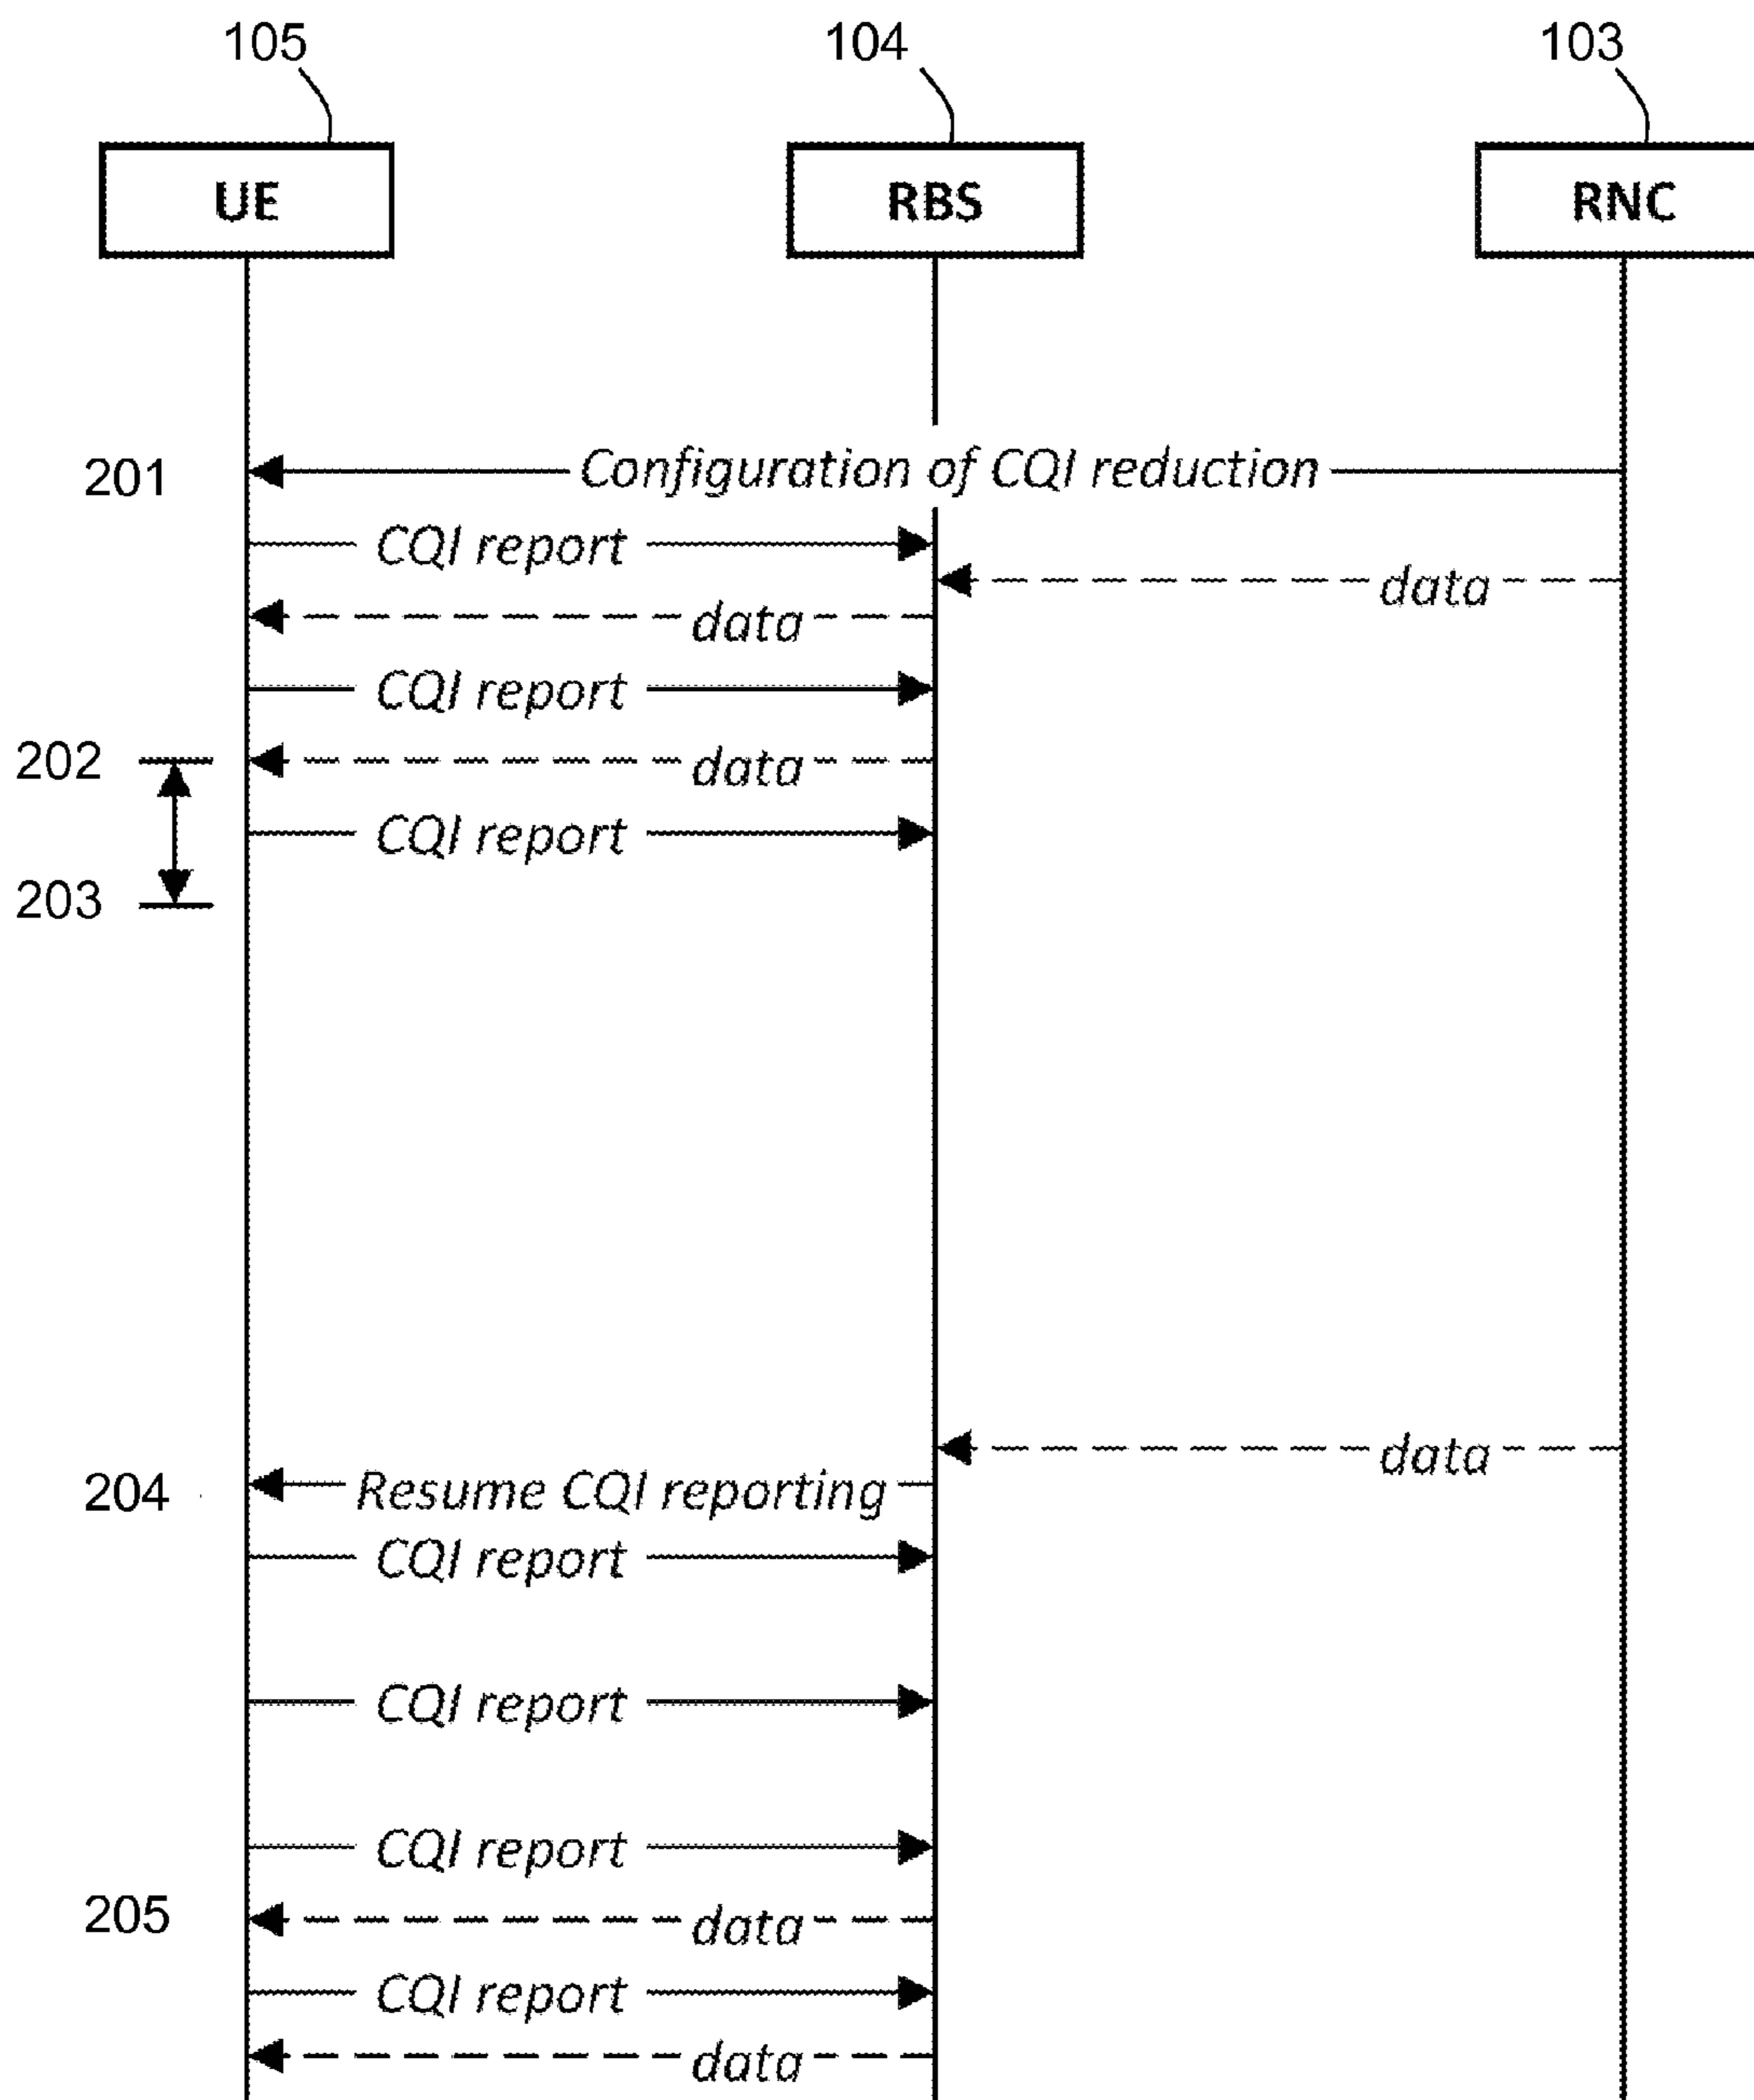 105 104 103
UE RBS RNC
201 Configuration of CQI reduction
CQI report
data
data
CQI report
202 data
CQI report
203
data
204 Resume CQI reporting
CQI report
CQI report
CQI report
205 data
CQI report
data